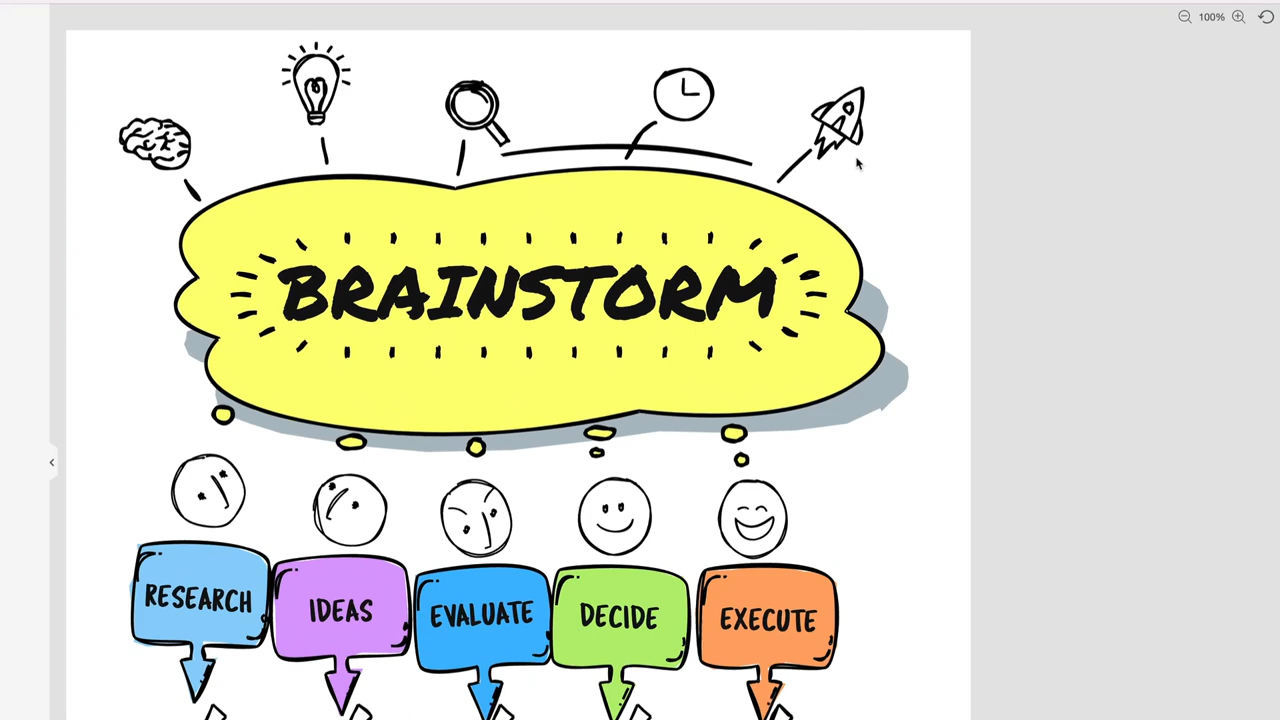 100%
BRAINSTORM
RESEARCH
IDEAS
EVALUATE
DECIDE
EXECUTE